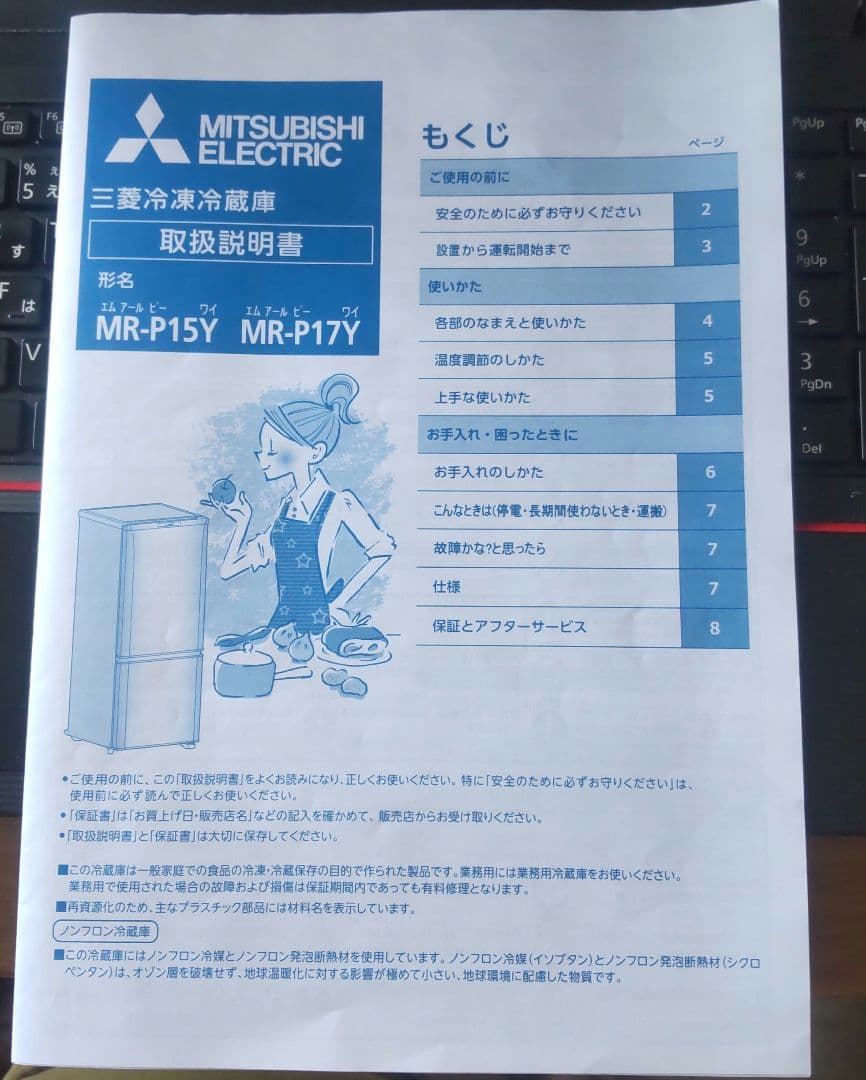 MITSUBISHI
ELECTRIC
三菱冷凍冷蔵庫
取扱説明書
形名
エム アール ピー ワイ エム アール ピー ワイ
MR-P15Y MR-P17Y
もくじ
ページ
ご使用の前に
安全のために必ずお守りください 2
設置から運転開始まで 3
使いかた
各部のなまえと使いかた 4
温度調節のしかた 5
上手な使いかた 5
お手入れ・困ったときに
お手入れのしかた 6
こんなときは(停電・長期間使わないとき・運搬) 7
故障かな?と思ったら 7
仕様 7
保証とアフターサービス 8
●ご使用の前に、この「取扱説明書」をよくお読みになり、正しくお使いください。特に「安全のために必ずお守りください」は、
使用前に必ず読んで正しくお使いください。
●「保証書」は「お買上げ日・販売店名」などの記入を確かめて、販売店からお受け取りください。
●「取扱説明書」と「保証書」は大切に保存してください。
■この冷蔵庫は一般家庭での食品の冷凍・冷蔵保存の目的で作られた製品です。業務用には業務用冷蔵庫をお使いください。
業務用で使用された場合の故障および損傷は保証期間内であっても有料修理となります。
■再資源化のため、主なプラスチック部品には材料名を表示しています。
ノンフロン冷蔵庫
■この冷蔵庫にはノンフロン冷媒とノンフロン発泡断熱材を使用しています。ノンフロン冷媒(イソブタン)とノンフロン発泡断熱材(シクロ
ペンタン)は、オゾン層を破壊せず、地球温暖化に対する影響が極めて小さい、地球環境に配慮した物質です。
F6
%
5 え
す
F
は
V
PgUp
*
9
PgUp
6
→
3
PgDn
.
Del